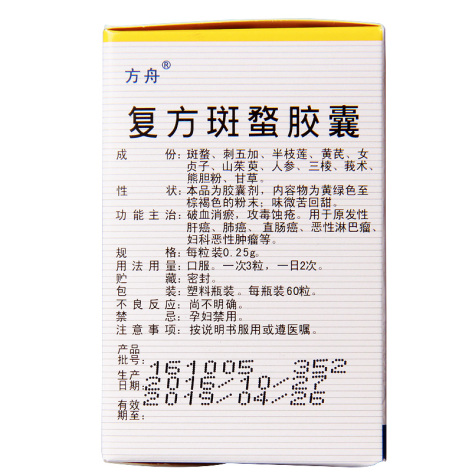 方舟®
复方斑蝥胶囊
成份:斑蝥、刺五加、半枝莲、黄芪、女
贞子、山茱萸、人参、三棱、莪术、
熊胆粉、甘草。
性状:本品为胶囊剂,内容物为黄绿色至
棕褐色的粉末;味微苦回甜。
功能主治:破血消瘀,攻毒蚀疮。用于原发性
肝癌、肺癌、直肠癌、恶性淋巴瘤、
妇科恶性肿瘤等。
规格:每粒装0.25g。
用法用量:口服。一次3粒,一日2次。
贮藏:密封。
包装:塑料瓶装。每瓶装60粒。
不良反应:尚不明确。
禁忌:孕妇禁用。
注意事项:按说明书服用或遵医嘱。
产品
批号:161005 352
生产
日期:2016/10/27
有效
期至:2019/04/26